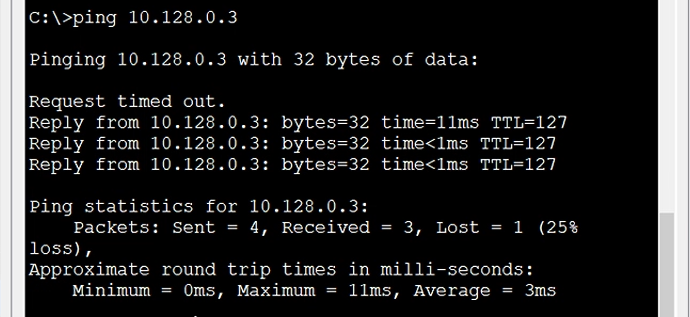 C:\>ping 10.128.0.3
Pinging 10.128.0.3 with 32 bytes of data:
Request timed out.
Reply from 10.128.0.3: bytes=32 time=11ms TTL=127
Reply from 10.128.0.3: bytes=32 time<1ms TTL=127
Reply from 10.128.0.3: bytes=32 time<1ms TTL=127
Ping statistics for 10.128.0.3:
Packets: Sent = 4, Received = 3, Lost = 1 (25%
loss),
Approximate round trip times in milli-seconds:
Minimum = 0ms, Maximum = 11ms, Average = 3ms